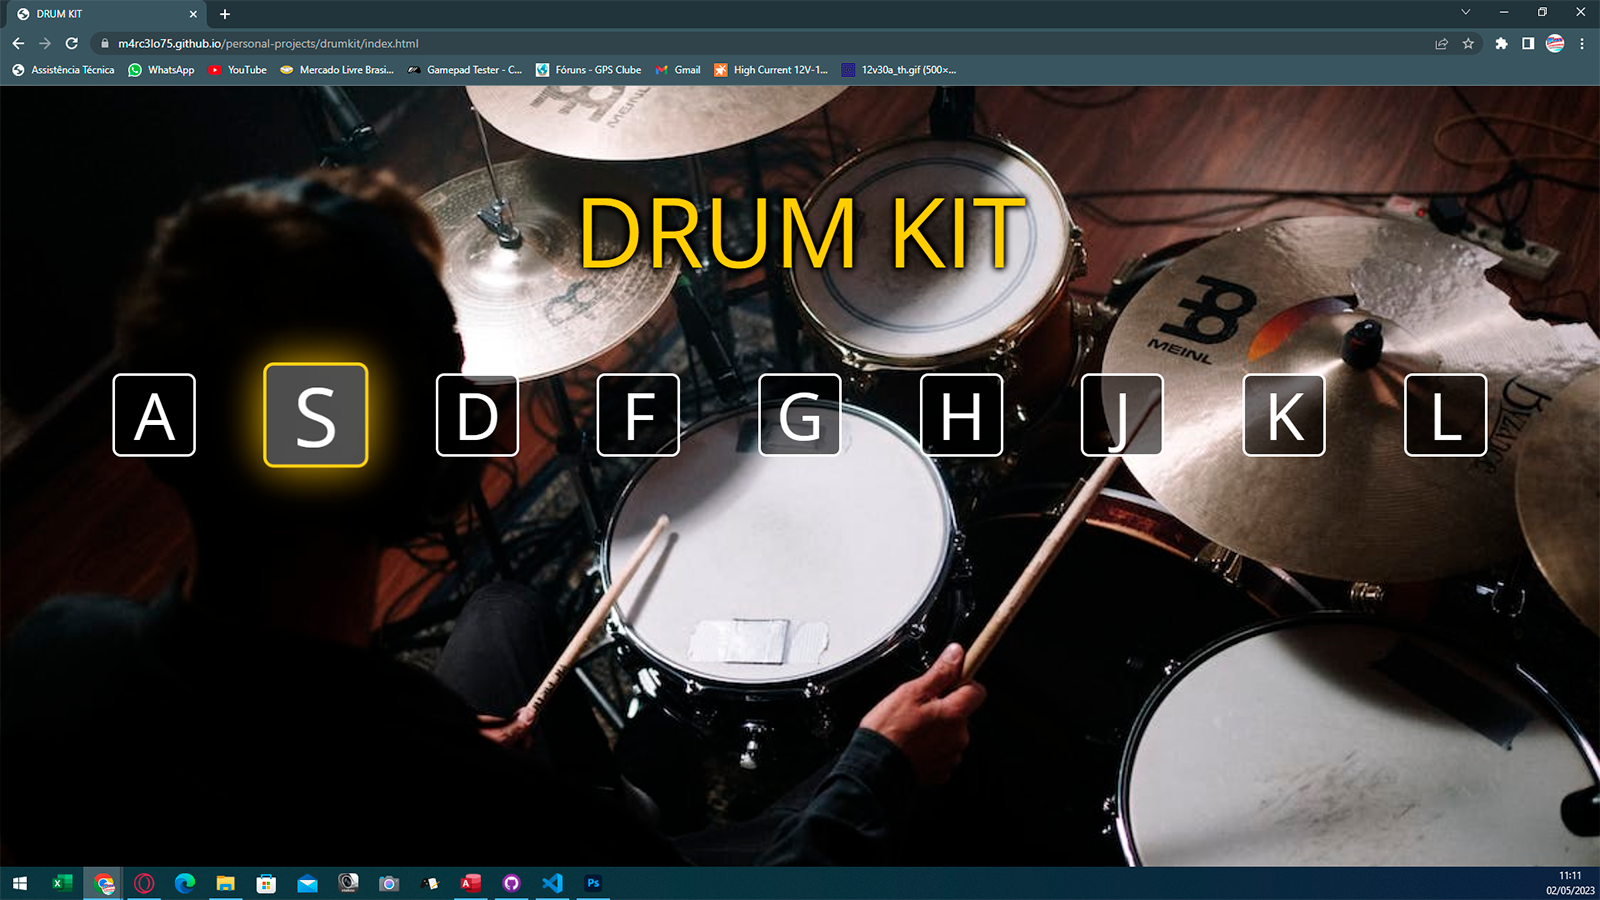 DRUM KIT
m4rc3lo75.github.io/personal-projects/drumkit/index.html
Assistência Técnica WhatsApp YouTube Mercado Livre Brasi... Gamepad Tester - C... Fóruns - GPS Clube Gmail High Current 12V-1... 12v30a_th.gif (500×...
MEINL
DRUM KIT
MEINL
A S D F G H J K L
BYZANCE
Ps
11:11
02/05/2023